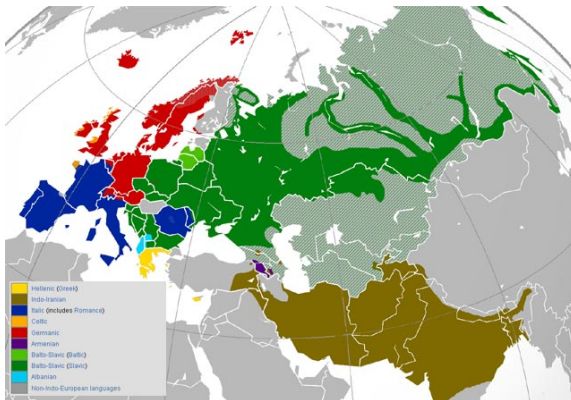 Hellenic (Greek)
Indo-Iranian
Italic (includes Romance)
Celtic
Germanic
Armenian
Balto-Slavic (Baltic)
Balto-Slavic (Slavic)
Albanian
Non-Indo-European languages